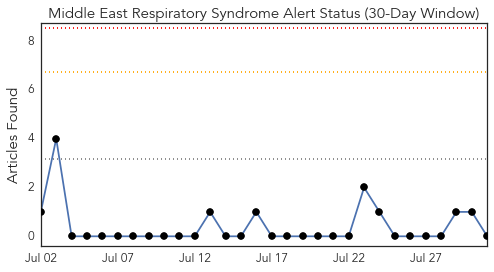 Middle East Respiratory Syndrome Alert Status (30-Day Window)
Articles Found
8
6
4
2
0
Jul 02 Jul 07 Jul 12 Jul 17 Jul 22 Jul 27